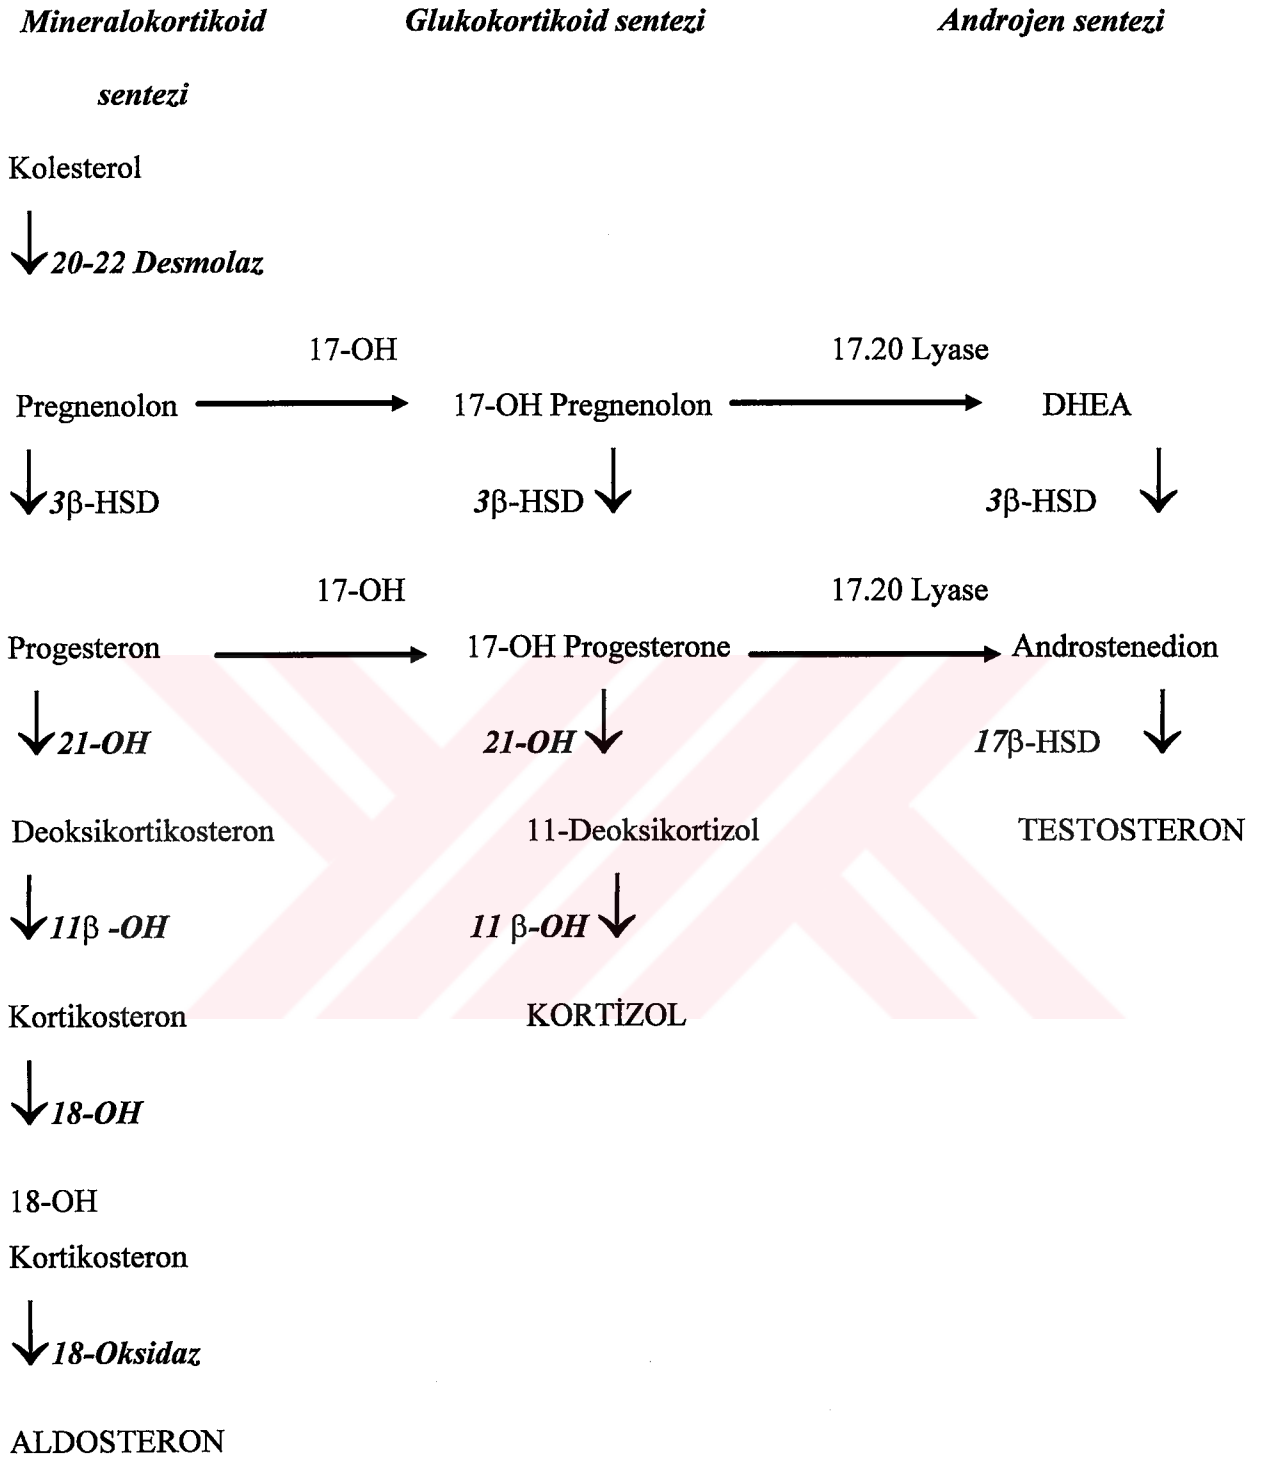 Mineralokortikoid Glukokortikoid sentezi Androjen sentezi
sentezi
Kolesterol
20-22 Desmolaz
17-OH 17.20 Lyase
Pregnenolon 17-OH Pregnenolon DHEA
3β-HSD 3β-HSD 3β-HSD
17-OH 17.20 Lyase
Progesteron 17-OH Progesterone Androstenedion
21-OH 21-OH 17β-HSD
Deoksikortikosteron 11-Deoksikortizol TESTOSTERON
11β -OH 11 β-OH
Kortikosteron KORTİZOL
18-OH
18-OH
Kortikosteron
18-Oksidaz
ALDOSTERON